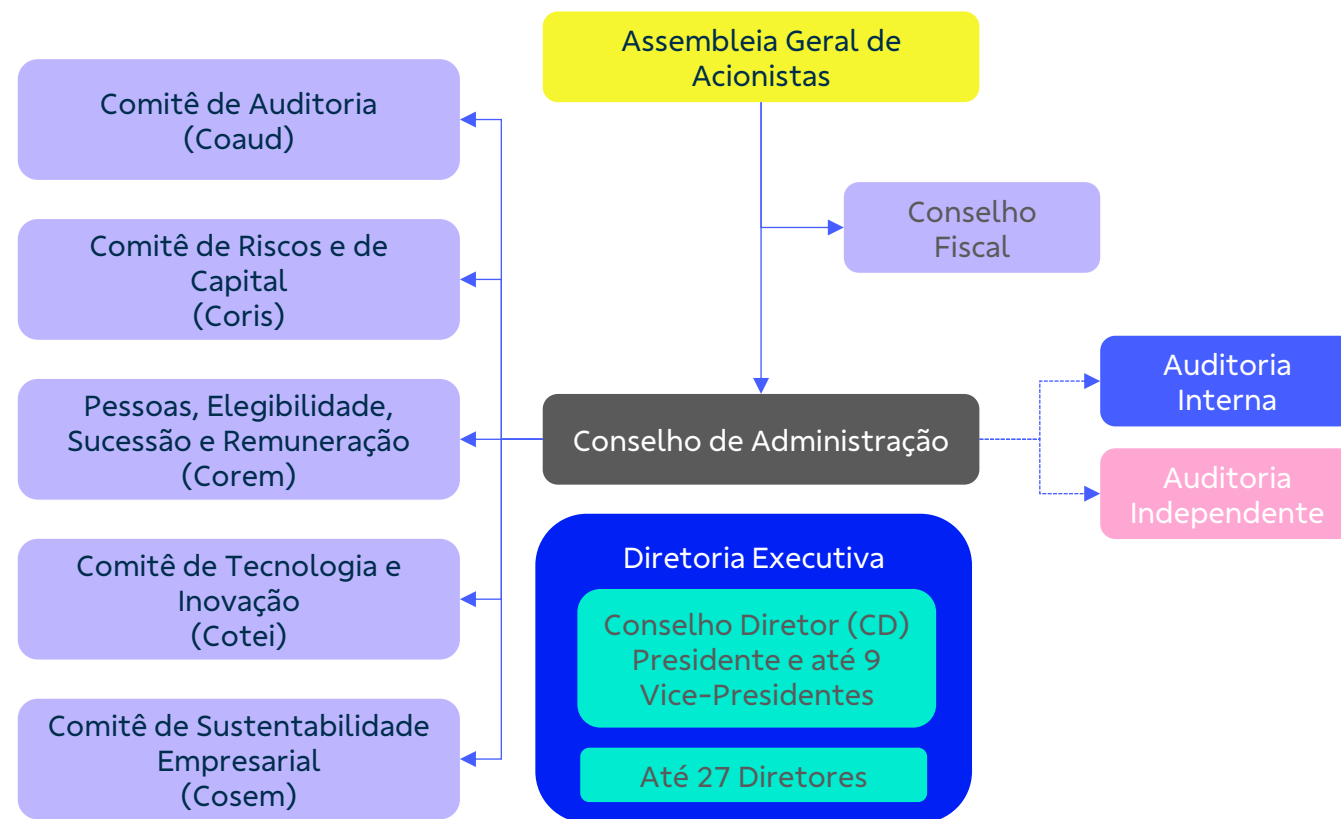 Assembleia Geral de
Acionistas
Comitê de Auditoria
(Coaud)
Conselho
Fiscal
Comitê de Riscos e de
Capital
(Coris)
Auditoria
Interna
Pessoas, Elegibilidade,
Sucessão e Remuneração
(Corem)
Conselho de Administração
Auditoria
Independente
Diretoria Executiva
Conselho Diretor (CD)
Presidente e até 9
Vice-Presidentes
Até 27 Diretores
Comitê de Tecnologia e
Inovação
(Cotei)
Comitê de Sustentabilidade
Empresarial
(Cosem)